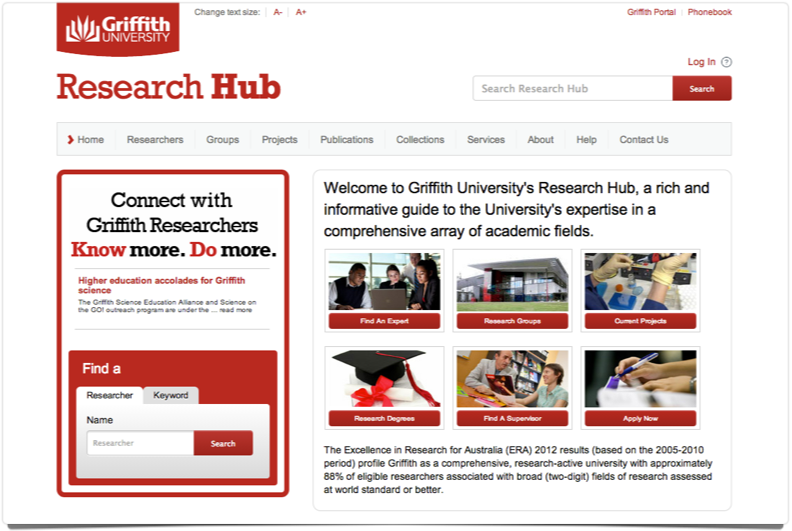 Griffith
UNIVERSITY
Change text size: A- A+
Griffith Portal Phonebook
Log In ?
Research Hub
Search Research Hub
Search
Home Researchers Groups Projects Publications Collections Services About Help Contact Us
Connect with
Griffith Researchers
Know more. Do more.
Higher education accolades for Griffith
science
The Griffith Science Education Alliance and Science on
the GO! outreach program are under the ... read more
Find a
Researcher Keyword
Name
Researcher
Search
Welcome to Griffith University's Research Hub, a rich and
informative guide to the University's expertise in a
comprehensive array of academic fields.
Find An Expert Research Groups Current Projects
Research Degrees Find A Supervisor Apply Now
The Excellence in Research for Australia (ERA) 2012 results (based on the 2005-2010
period) profile Griffith as a comprehensive, research-active university with approximately
88% of eligible researchers associated with broad (two-digit) fields of research assessed
at world standard or better.